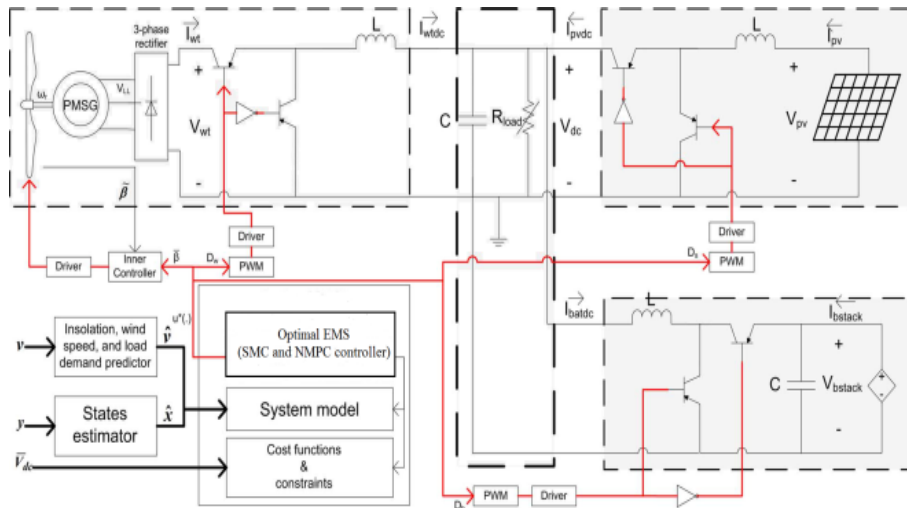 3-phase
rectifier
I_wt
L
I_wtdc
I_pvdc
L
I_pv
ω_r
PMSG
V_LL
+
V_wt
-
C
R_load
+
V_dc
-
+
V_pv
-
β̃
Driver
Inner
Controller
β̄
D_w
Driver
PWM
Driver
D_s
PWM
u*(.)
Optimal EMS
(SMC and NMPC controller)
System model
Cost functions
&
constraints
v
Insolation, wind
speed, and load
demand predictor
v̂
y
States
estimator
x̂
V̄_dc
I_batdc
L
I_bstack
C
+
V_bstack
-
+
-
PWM
Driver